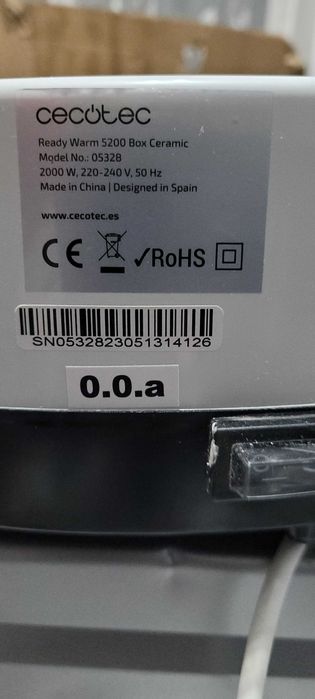 cecotec
Ready Warm 5200 Box Ceramic
Model No.: 05328
2000 W, 220-240 V, 50 Hz
Made in China | Designed in Spain
www.cecotec.es
CE ✓RoHS
SN0532823051314126
0.0.a